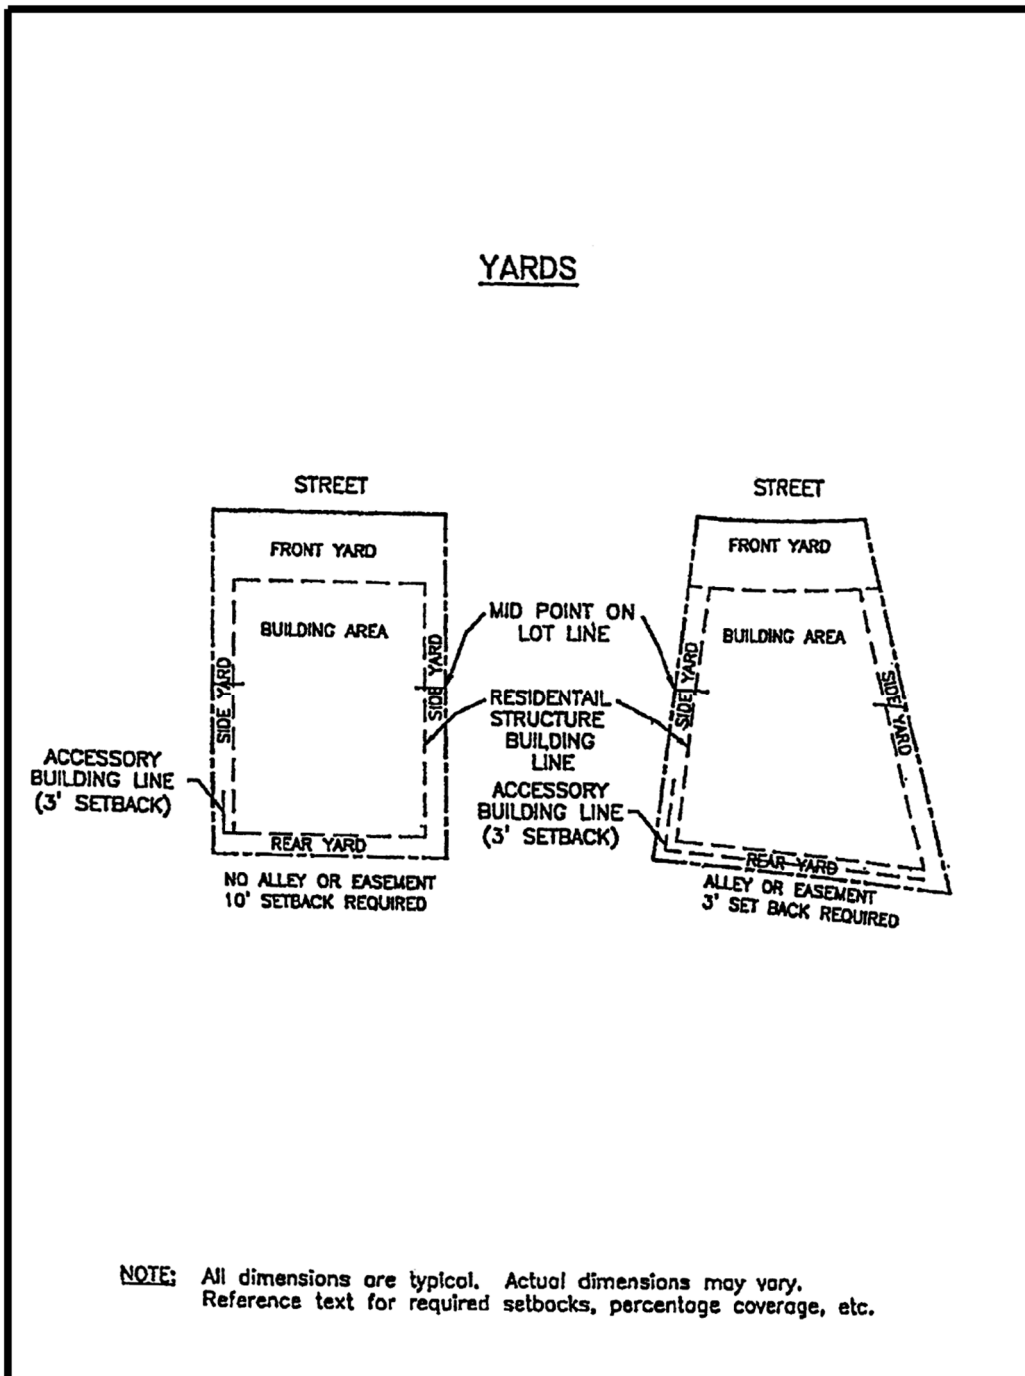 YARDS
STREET
FRONT YARD
BUILDING AREA
SIDE YARD
SIDE YARD
ACCESSORY
BUILDING LINE
(3' SETBACK)
REAR YARD
NO ALLEY OR EASEMENT
10' SETBACK REQUIRED
MID POINT ON
LOT LINE
RESIDENTAIL
STRUCTURE
BUILDING
LINE
ACCESSORY
BUILDING LINE
(3' SETBACK)
STREET
FRONT YARD
BUILDING AREA
SIDE YARD
SIDE YARD
REAR YARD
ALLEY OR EASEMENT
3' SET BACK REQUIRED
NOTE: All dimensions are typical. Actual dimensions may vary.
Reference text for required setbacks, percentage coverage, etc.